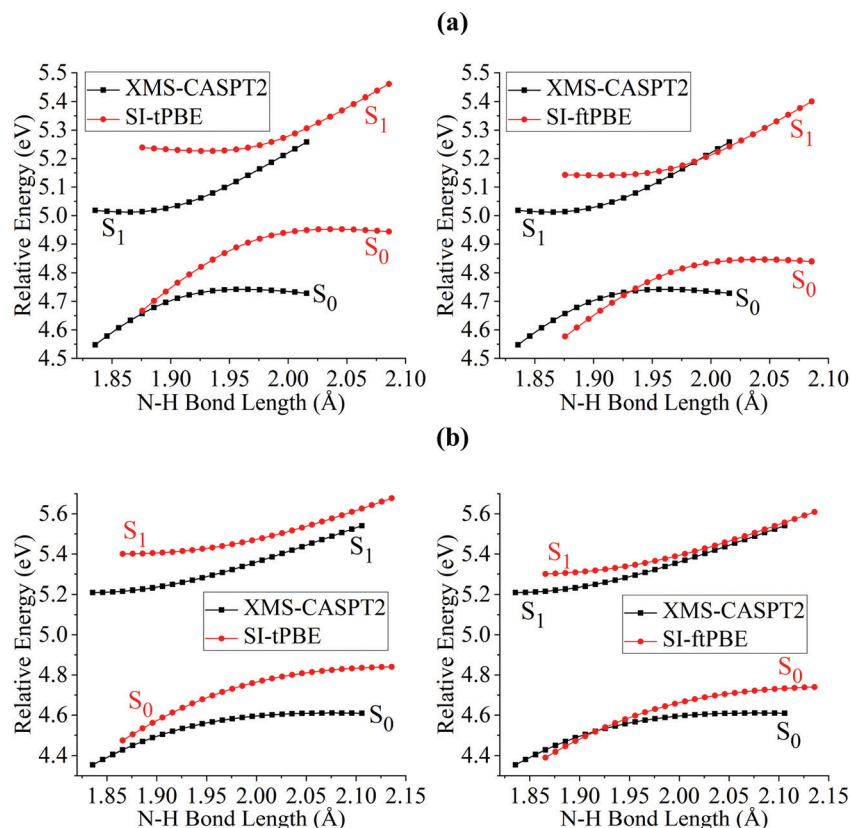 (a)
XMS-CASPT2
SI-tPBE
S1
S1
S0
S0
5.5
5.4
5.3
5.2
5.1
5.0
4.9
4.8
4.7
4.6
4.5
Relative Energy (eV)
1.85 1.90 1.95 2.00 2.05 2.10
N-H Bond Length (Å)
XMS-CASPT2
SI-ftPBE
S1
S1
S0
S0
5.5
5.4
5.3
5.2
5.1
5.0
4.9
4.8
4.7
4.6
4.5
Relative Energy (eV)
1.85 1.90 1.95 2.00 2.05 2.10
N-H Bond Length (Å)
(b)
S1
S1
XMS-CASPT2
SI-tPBE
S0
S0
5.6
5.4
5.2
5.0
4.8
4.6
4.4
Relative Energy (eV)
1.85 1.90 1.95 2.00 2.05 2.10 2.15
N-H Bond Length (Å)
S1
S1
XMS-CASPT2
SI-ftPBE
S0
S0
5.6
5.4
5.2
5.0
4.8
4.6
4.4
Relative Energy (eV)
1.85 1.90 1.95 2.00 2.05 2.10 2.15
N-H Bond Length (Å)